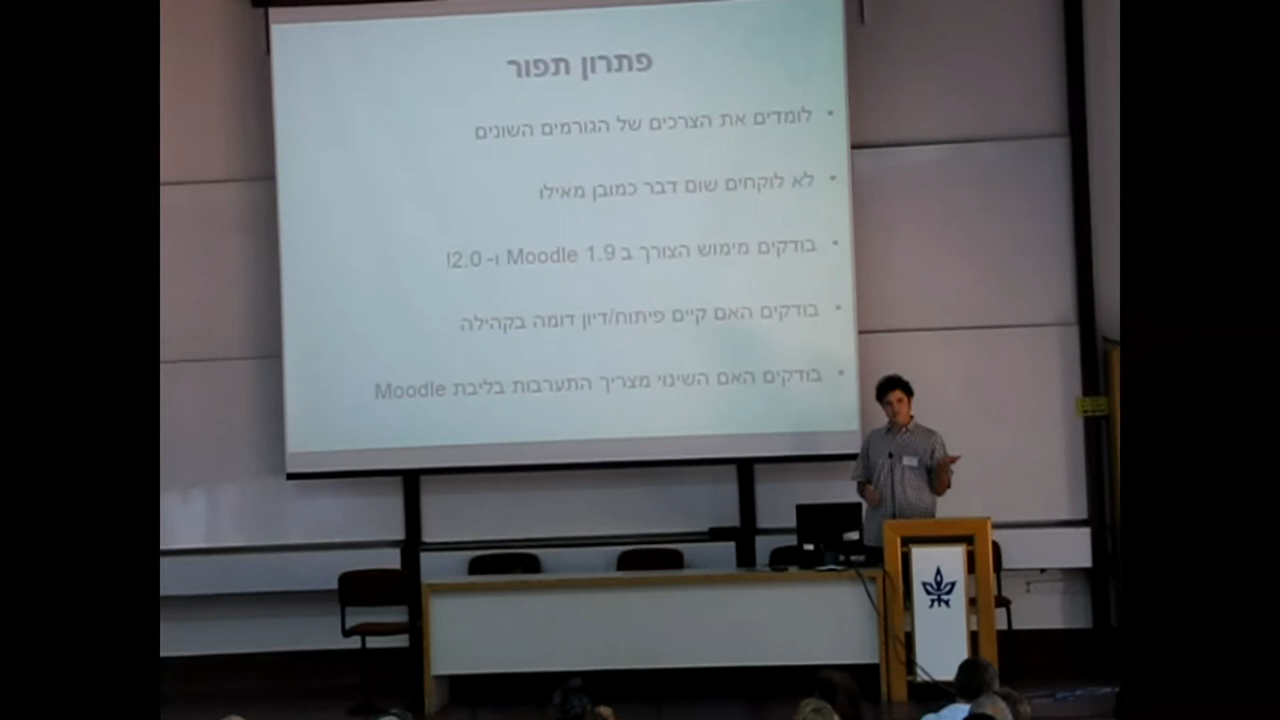 פתרון תפור
לומדים את הצרכים של הגורמים השונים
לא לוקחים שום דבר כמובן מאילו
בודקים מימוש הצורך ב Moodle 1.9 ו- 2.0!
בודקים האם קיים פיתוח/דיון דומה בקהילה
בודקים האם השינוי מצריך התערבות בליבת Moodle